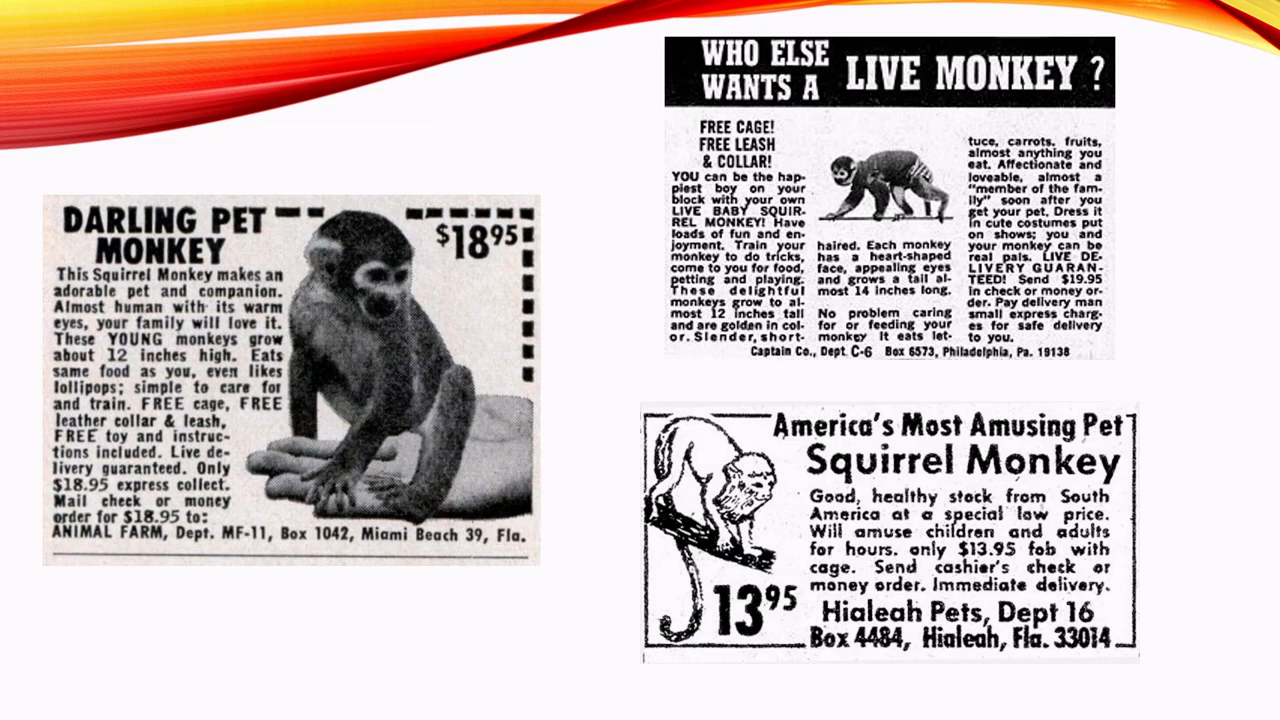 DARLING PET
MONKEY
$18.95
This Squirrel Monkey makes an
adorable pet and companion.
Almost human with its warm
eyes, your family will love it.
These YOUNG monkeys grow
about 12 inches high. Eats
same food as you, even likes
lollipops; simple to care for
and train. FREE cage, FREE
leather collar & leash,
FREE toy and instruc-
tions included. Live de-
livery guaranteed. Only
$18.95 express collect.
Mail check or money
order for $18.95 to:
ANIMAL FARM, Dept. MF-11, Box 1042, Miami Beach 39, Fla.
WHO ELSE
WANTS A
LIVE MONKEY ?
FREE CAGE!
FREE LEASH
& COLLAR!
YOU can be the hap-
piest boy on your
block with your own
LIVE BABY SQUIR-
REL MONKEY! Have
loads of fun and en-
joyment. Train your
monkey to do tricks,
come to you for food,
petting and playing.
These delightful
monkeys grow to al-
most 12 inches tall
and are golden in col-
or. Slender, short-
haired. Each monkey
has a heart-shaped
face, appealing eyes
and grows a tail al-
most 14 inches long.
No problem caring
for or feeding your
monkey It eats let-
tuce, carrots. fruits,
almost anything you
eat. Affectionate and
loveable, almost a
"member of the fam-
ily" soon after you
get your pet. Dress it
in cute costumes put
on shows; you and
your monkey can be
real pals. LIVE DE-
LIVERY GUARAN-
TEED! Send $19.95
in check or money or-
der. Pay delivery man
small express charg-
es for safe delivery
to you.
Captain Co., Dept C-6 Box 6573, Philadelphia, Pa. 19138
America's Most Amusing Pet
Squirrel Monkey
Good, healthy stock from South
America at a special law price.
Will amuse children and adults
for hours. only $13.95 fob with
cage. Send cashier's check or
money order. Immediate delivery.
13.95
Hialeah Pets, Dept 16
Box 4484, Hialeah, Fla. 33014